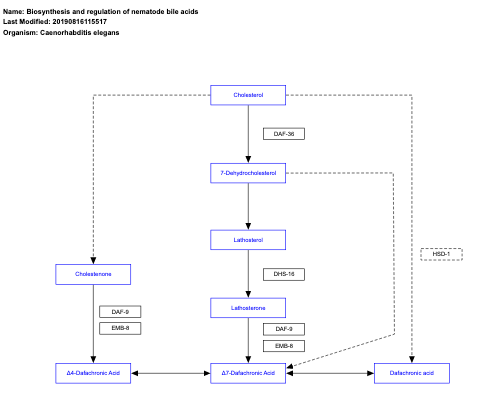 Name: Biosynthesis and regulation of nematode bile acids
Last Modified: 20190816115517
Organism: Caenorhabditis elegans
Cholesterol
DAF-36
7-Dehydrocholesterol
Lathosterol
HSD-1
Cholestenone
DHS-16
Lathosterone
DAF-9
EMB-8
DAF-9
EMB-8
Δ4-Dafachronic Acid
Δ7-Dafachronic Acid
Dafachronic acid